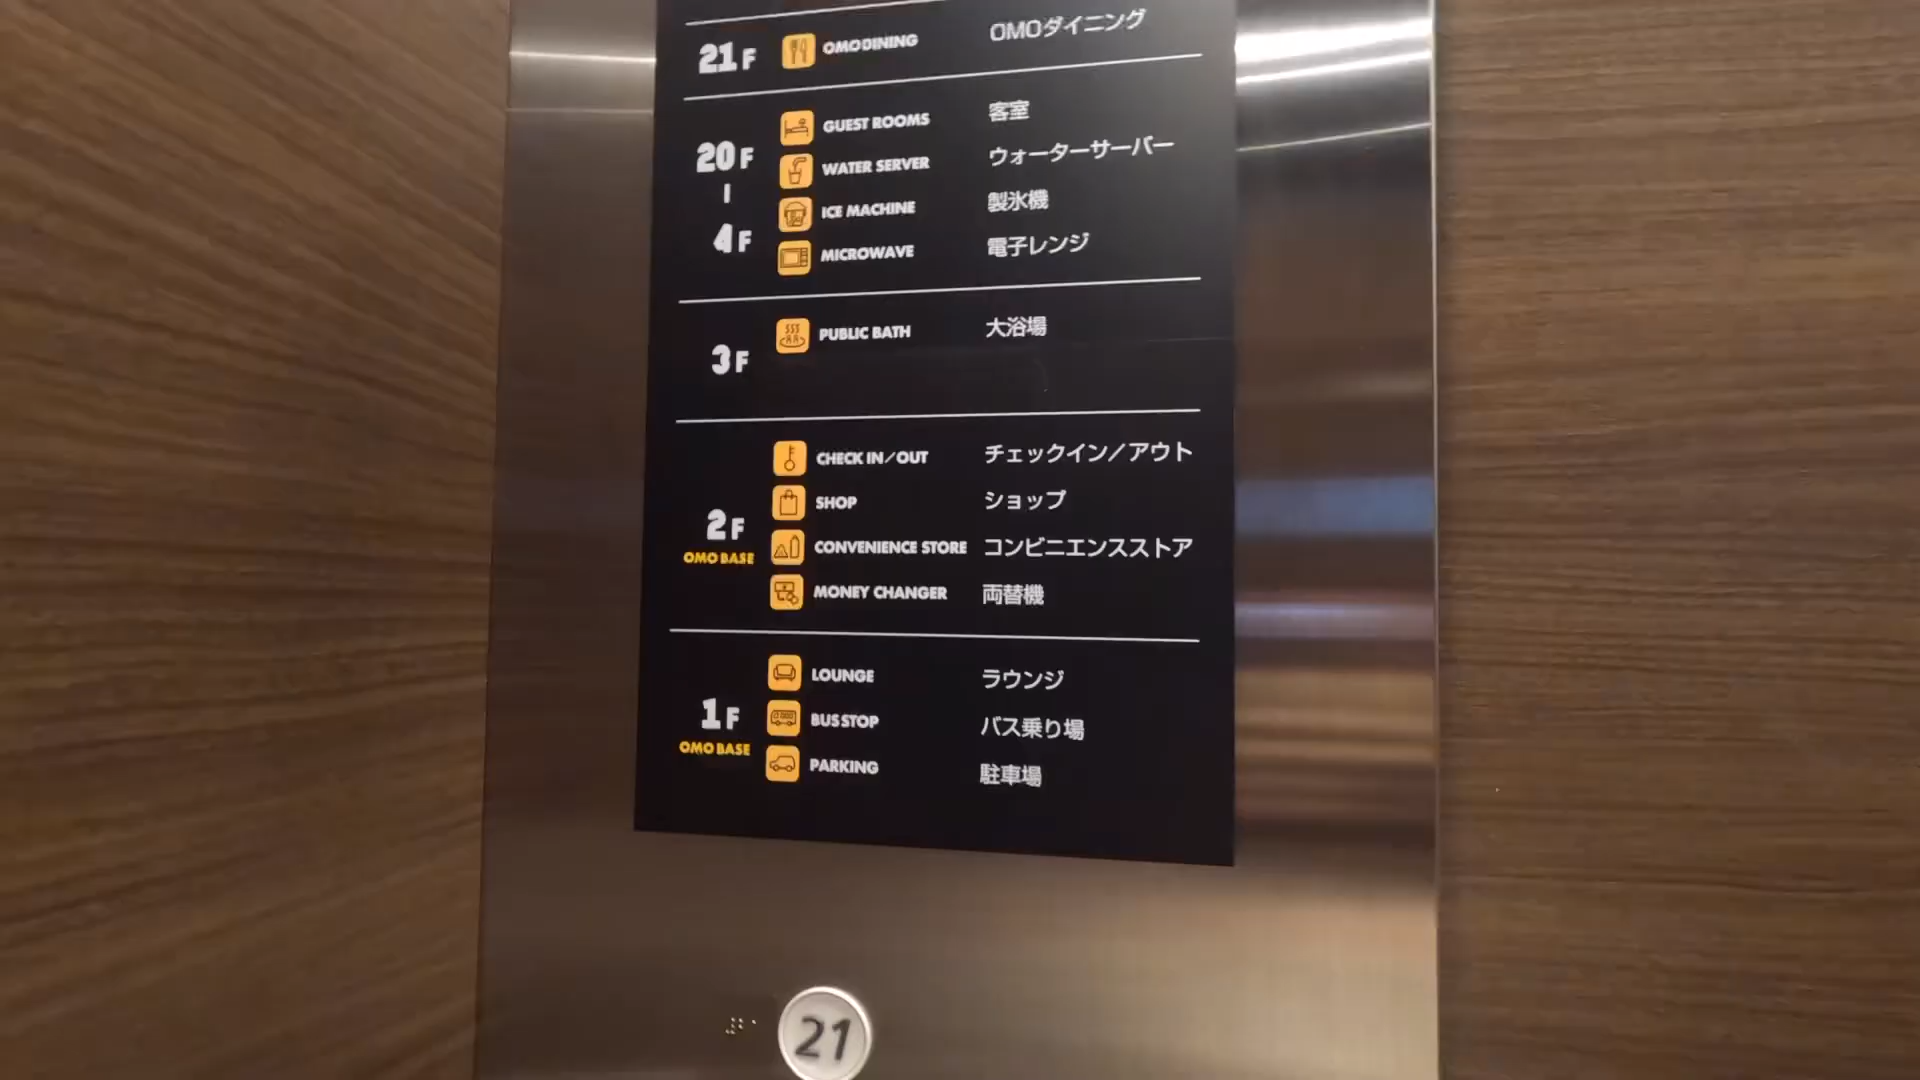 21F OMO DINING OMOダイニング
20F
|
4F
GUEST ROOMS 客室
WATER SERVER ウォーターサーバー
ICE MACHINE 製氷機
MICROWAVE 電子レンジ
3F PUBLIC BATH 大浴場
2F
OMO BASE
CHECK IN/OUT チェックイン/アウト
SHOP ショップ
CONVENIENCE STORE コンビニエンスストア
MONEY CHANGER 両替機
1F
OMO BASE
LOUNGE ラウンジ
BUS STOP バス乗り場
PARKING 駐車場
21